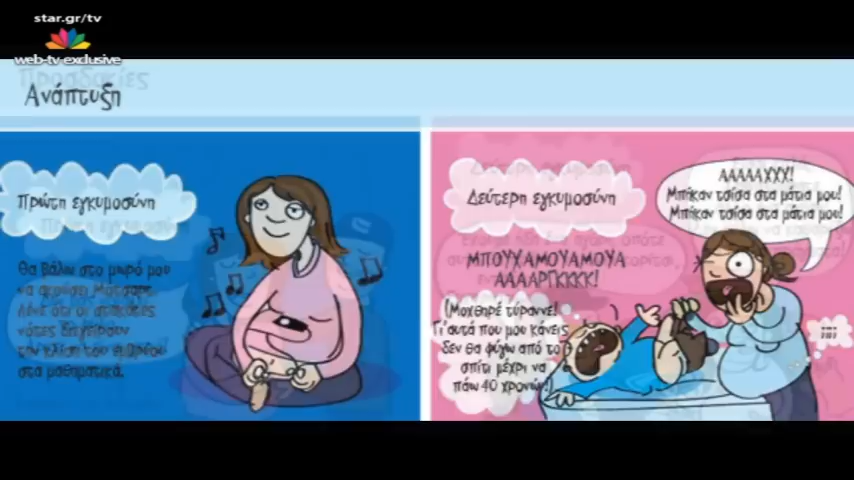 star.gr/tv
web-tv exclusive
Προσδοκίες
Ανάπτυξη
Πρώτη εγκυμοσύνη
Θα βάλω στο μωρό μου
να ακούσει Μότσαρτ.
Λένε ότι οι
νότες διεγείρουν
την κλίση του εμβρύου
στα μαθηματικά.
Δεύτερη εγκυμοσύνη
ΜΠΟΥΧΑΜΟΥΑΜΟΥΑ
ΑΑΑΑΡΓΚΚΚΚ!
(Μοχθηρέ τύραννε!
Γι'αυτό που μου κάνεις
δεν θα φύγω από το
σπίτι μέχρι να
πάω 40 χρονών!)
ΑΑΑΑΑΧΧΧ!
Μπήκαν τσίσα στα μάτια μου!
Μπήκαν τσίσα στα μάτια μου!